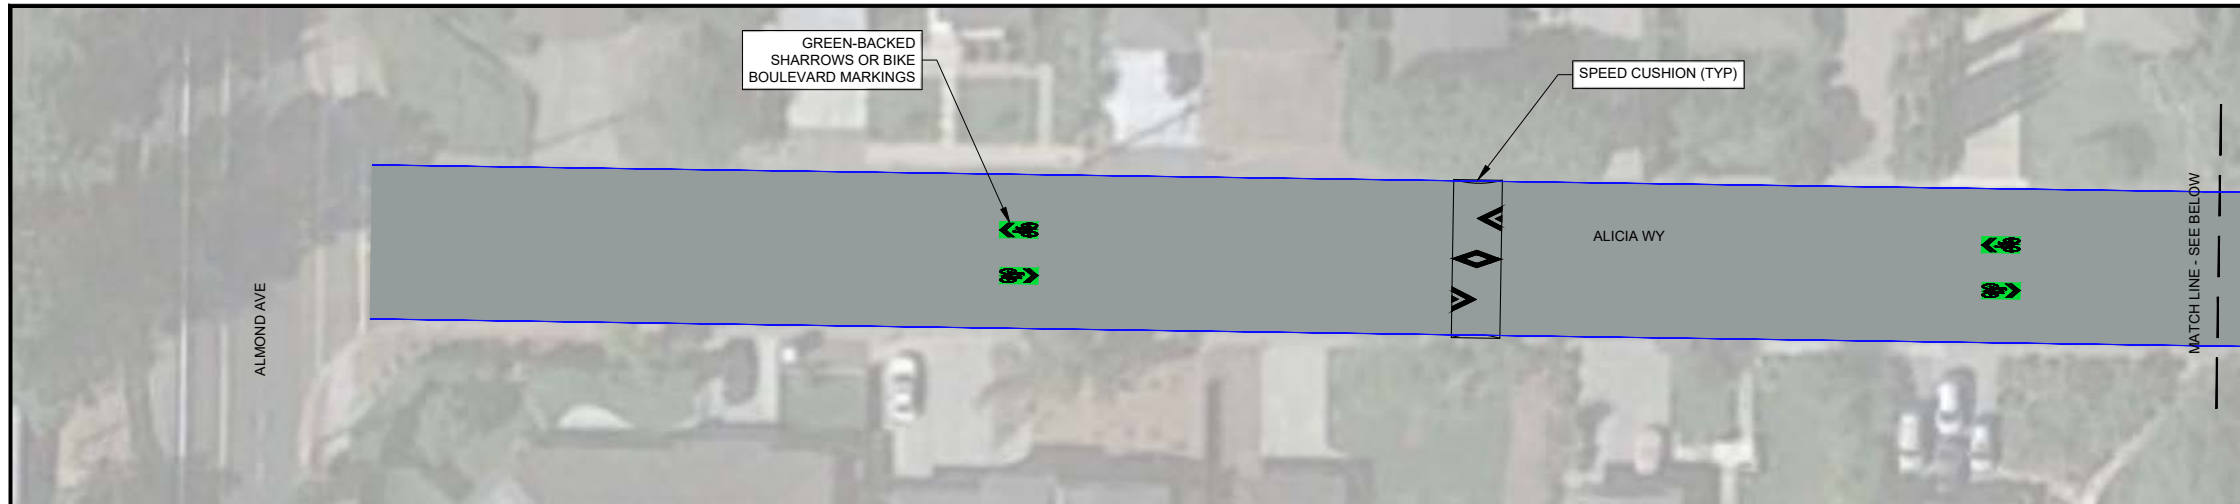 GREEN-BACKED
SHARROWS OR BIKE
BOULEVARD MARKINGS
SPEED CUSHION (TYP)
ALICIA WY
ALMOND AVE
MATCH LINE - SEE BELOW